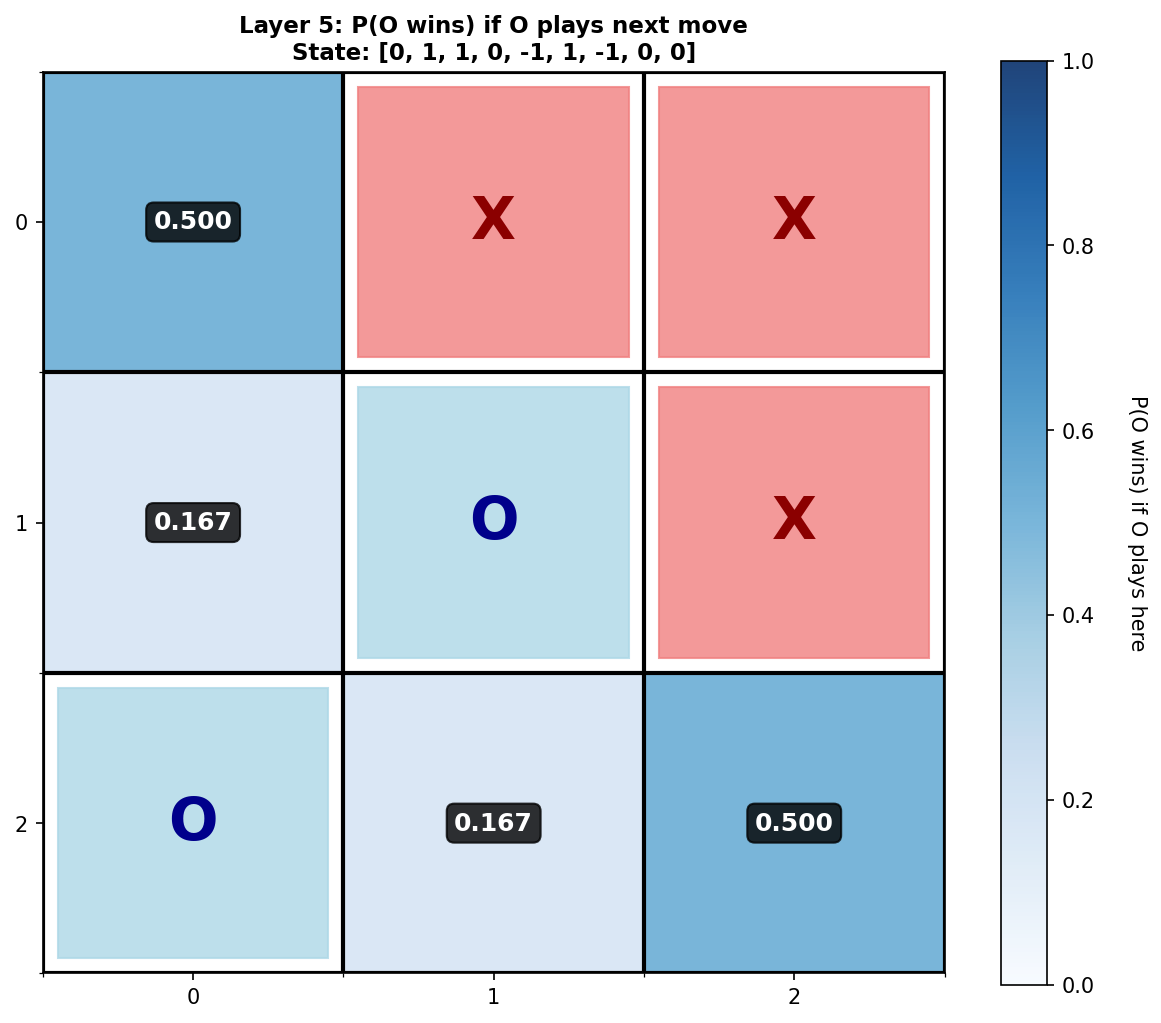 Layer 5: P(O wins) if O plays next move
State: [0, 1, 1, 0, -1, 1, -1, 0, 0]
0
0.500
X
X
1
0.167
O
X
2
O
0.167
0.500
0
1
2
1.0
0.8
0.6
0.4
0.2
0.0
P(O wins) if O plays here